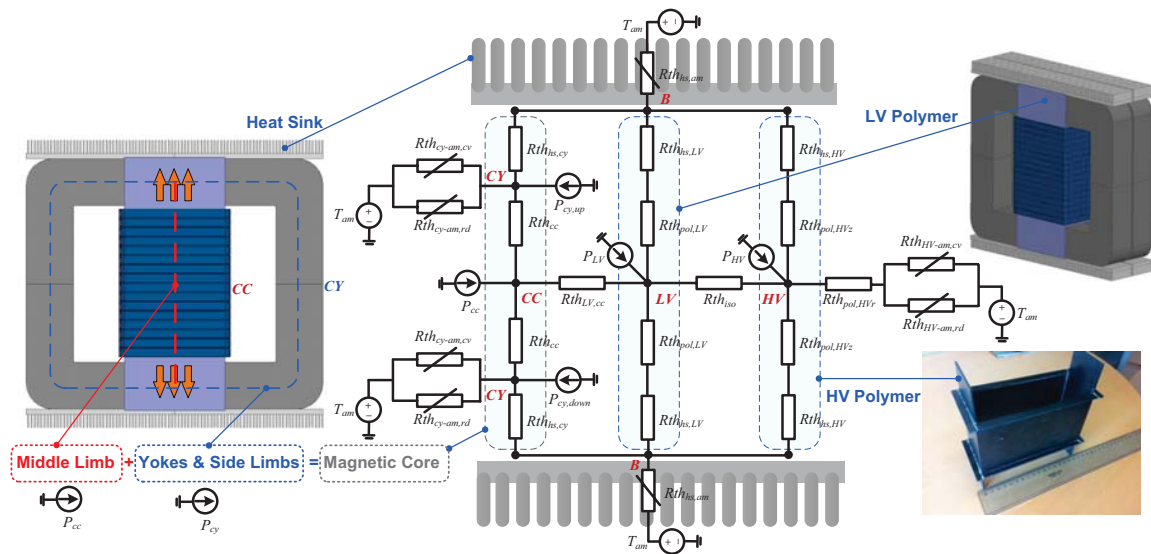 T_am
Rth_hs,am
B
Heat Sink
LV Polymer
Rth_cy-am,cv
Rth_hs,cy
Rth_hs,LV
Rth_hs,HV
CY
T_am
P_cy,up
Rth_cy-am,rd
Rth_cc
Rth_pol,LV
Rth_pol,HVz
P_LV
P_HV
Rth_HV-am,cv
CC
CY
P_cc
CC
Rth_LV,cc
LV
Rth_iso
HV
Rth_pol,HVr
Rth_HV-am,rd
T_am
Rth_cy-am,cv
Rth_cc
Rth_pol,LV
Rth_pol,HVz
CY
P_cy,down
T_am
Rth_cy-am,rd
Rth_hs,cy
Rth_hs,LV
Rth_hs,HV
HV Polymer
Middle Limb + Yokes & Side Limbs = Magnetic Core
B
P_cc
P_cy
Rth_hs,am
T_am